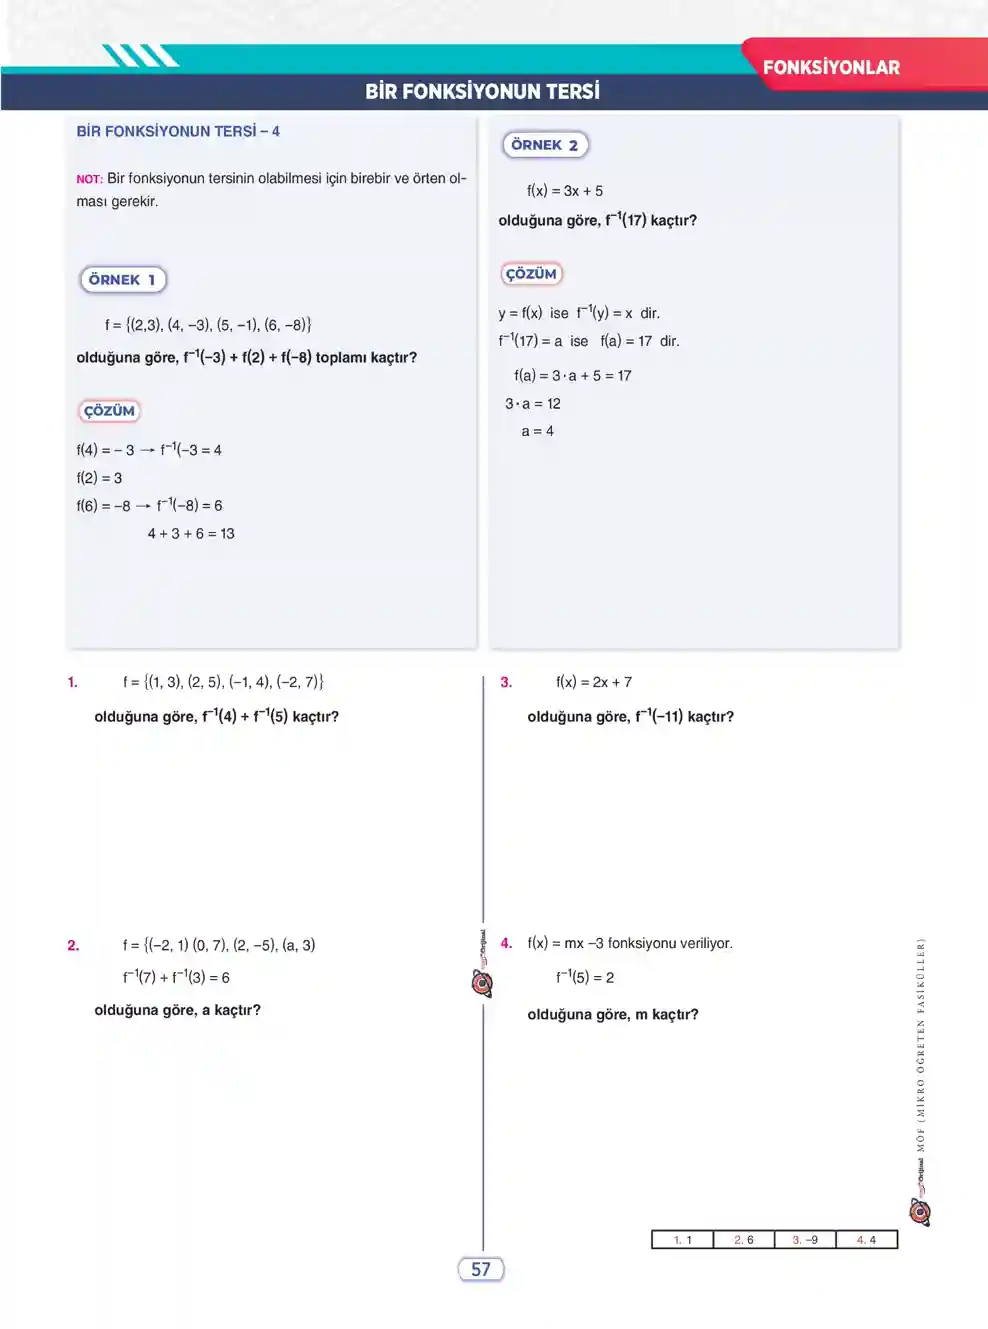 FONKSİYONLAR
BİR FONKSİYONUN TERSİ
BİR FONKSİYONUN TERSİ – 4
NOT: Bir fonksiyonun tersinin olabilmesi için birebir ve örten ol-
ması gerekir.
ÖRNEK 1
f = {(2,3), (4, –3), (5, –1), (6, –8)}
olduğuna göre, f⁻¹(–3) + f(2) + f(–8) toplamı kaçtır?
ÇÖZÜM
f(4) = – 3 → f⁻¹(–3 = 4
f(2) = 3
f(6) = –8 → f⁻¹(–8) = 6
4 + 3 + 6 = 13
ÖRNEK 2
f(x) = 3x + 5
olduğuna göre, f⁻¹(17) kaçtır?
ÇÖZÜM
y = f(x) ise f⁻¹(y) = x dir.
f⁻¹(17) = a ise f(a) = 17 dir.
f(a) = 3·a + 5 = 17
3·a = 12
a = 4
1. f = {(1, 3), (2, 5), (–1, 4), (–2, 7)}
olduğuna göre, f⁻¹(4) + f⁻¹(5) kaçtır?
2. f = {(–2, 1) (0, 7), (2, –5), (a, 3)
f⁻¹(7) + f⁻¹(3) = 6
olduğuna göre, a kaçtır?
3. f(x) = 2x + 7
olduğuna göre, f⁻¹(–11) kaçtır?
4. f(x) = mx –3 fonksiyonu veriliyor.
f⁻¹(5) = 2
olduğuna göre, m kaçtır?
Orijinal
Orijinal MÖF (MİKRO ÖĞRETEN FASİKÜLLER)
1. 1 2. 6 3. –9 4. 4
57